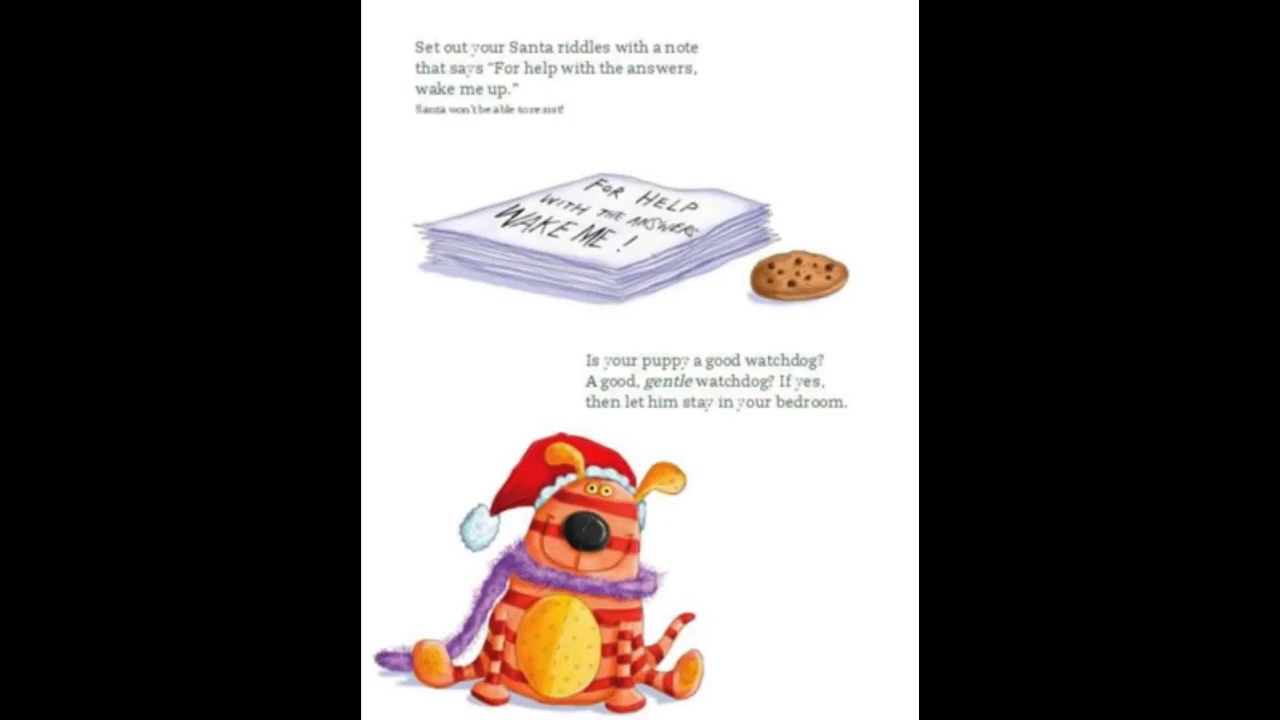 Set out your Santa riddles with a note
that says "For help with the answers,
wake me up."
Santa won't be able to resist!
FOR HELP
WITH THE ANSWERS
WAKE ME!
Is your puppy a good watchdog?
A good, gentle watchdog? If yes,
then let him stay in your bedroom.